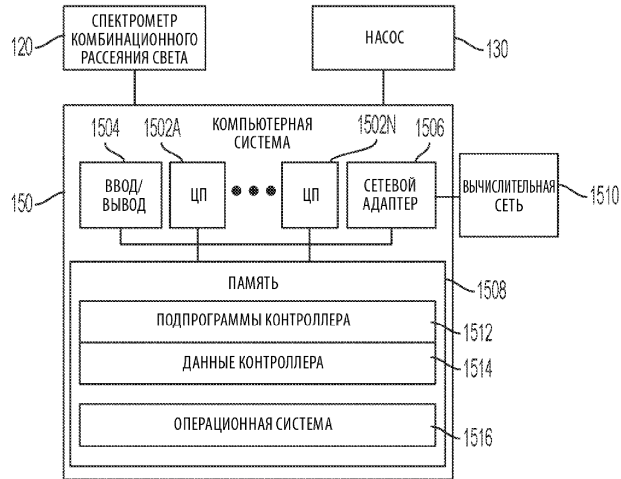 СПЕКТРОМЕТР
КОМБИНАЦИОННОГО
РАССЕЯНИЯ СВЕТА
120
НАСОС
130
КОМПЬЮТЕРНАЯ
СИСТЕМА
1504
1502A
1502N
1506
150
ВВОД/
ВЫВОД
ЦП
ЦП
СЕТЕВОЙ
АДАПТЕР
ВЫЧИСЛИТЕЛЬНАЯ
СЕТЬ
1510
ПАМЯТЬ
1508
ПОДПРОГРАММЫ КОНТРОЛЛЕРА
1512
ДАННЫЕ КОНТРОЛЛЕРА
1514
ОПЕРАЦИОННАЯ СИСТЕМА
1516